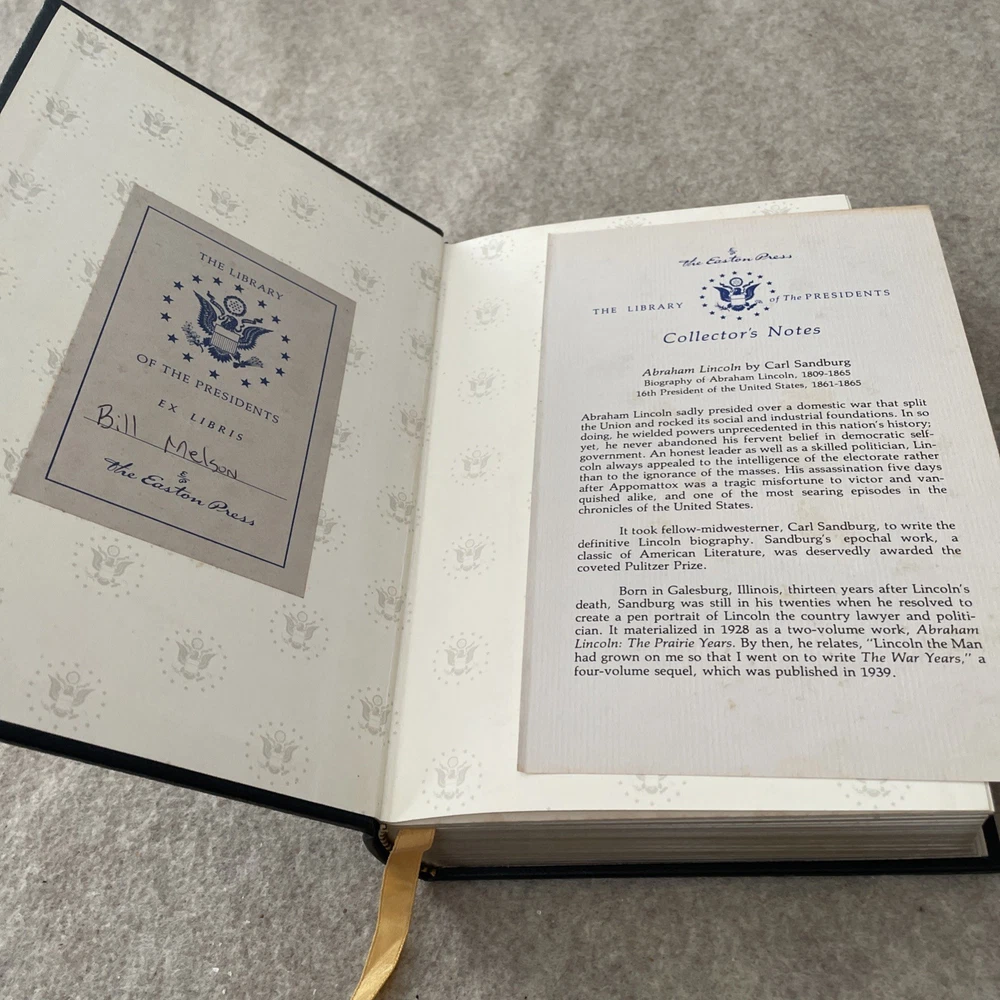 THE LIBRARY
OF THE PRESIDENTS
EX LIBRIS
Bill Melson
The Easton Press
The Easton Press
THE LIBRARY of The PRESIDENTS
Collector's Notes
Abraham Lincoln by Carl Sandburg
Biography of Abraham Lincoln, 1809-1865
16th President of the United States, 1861-1865
Abraham Lincoln sadly presided over a domestic war that split
the Union and rocked its social and industrial foundations. In so
doing, he wielded powers unprecedented in this nation's history;
yet, he never abandoned his fervent belief in democratic self-
government. An honest leader as well as a skilled politician, Lin-
coln always appealed to the intelligence of the electorate rather
than to the ignorance of the masses. His assassination five days
after Appomattox was a tragic misfortune to victor and van-
quished alike, and one of the most searing episodes in the
chronicles of the United States.
It took fellow-midwesterner, Carl Sandburg, to write the
definitive Lincoln biography. Sandburg's epochal work, a
classic of American Literature, was deservedly awarded the
coveted Pulitzer Prize.
Born in Galesburg, Illinois, thirteen years after Lincoln's
death, Sandburg was still in his twenties when he resolved to
create a pen portrait of Lincoln the country lawyer and politi-
cian. It materialized in 1928 as a two-volume work, Abraham
Lincoln: The Prairie Years. By then, he relates, "Lincoln the Man
had grown on me so that I went on to write The War Years," a
four-volume sequel, which was published in 1939.